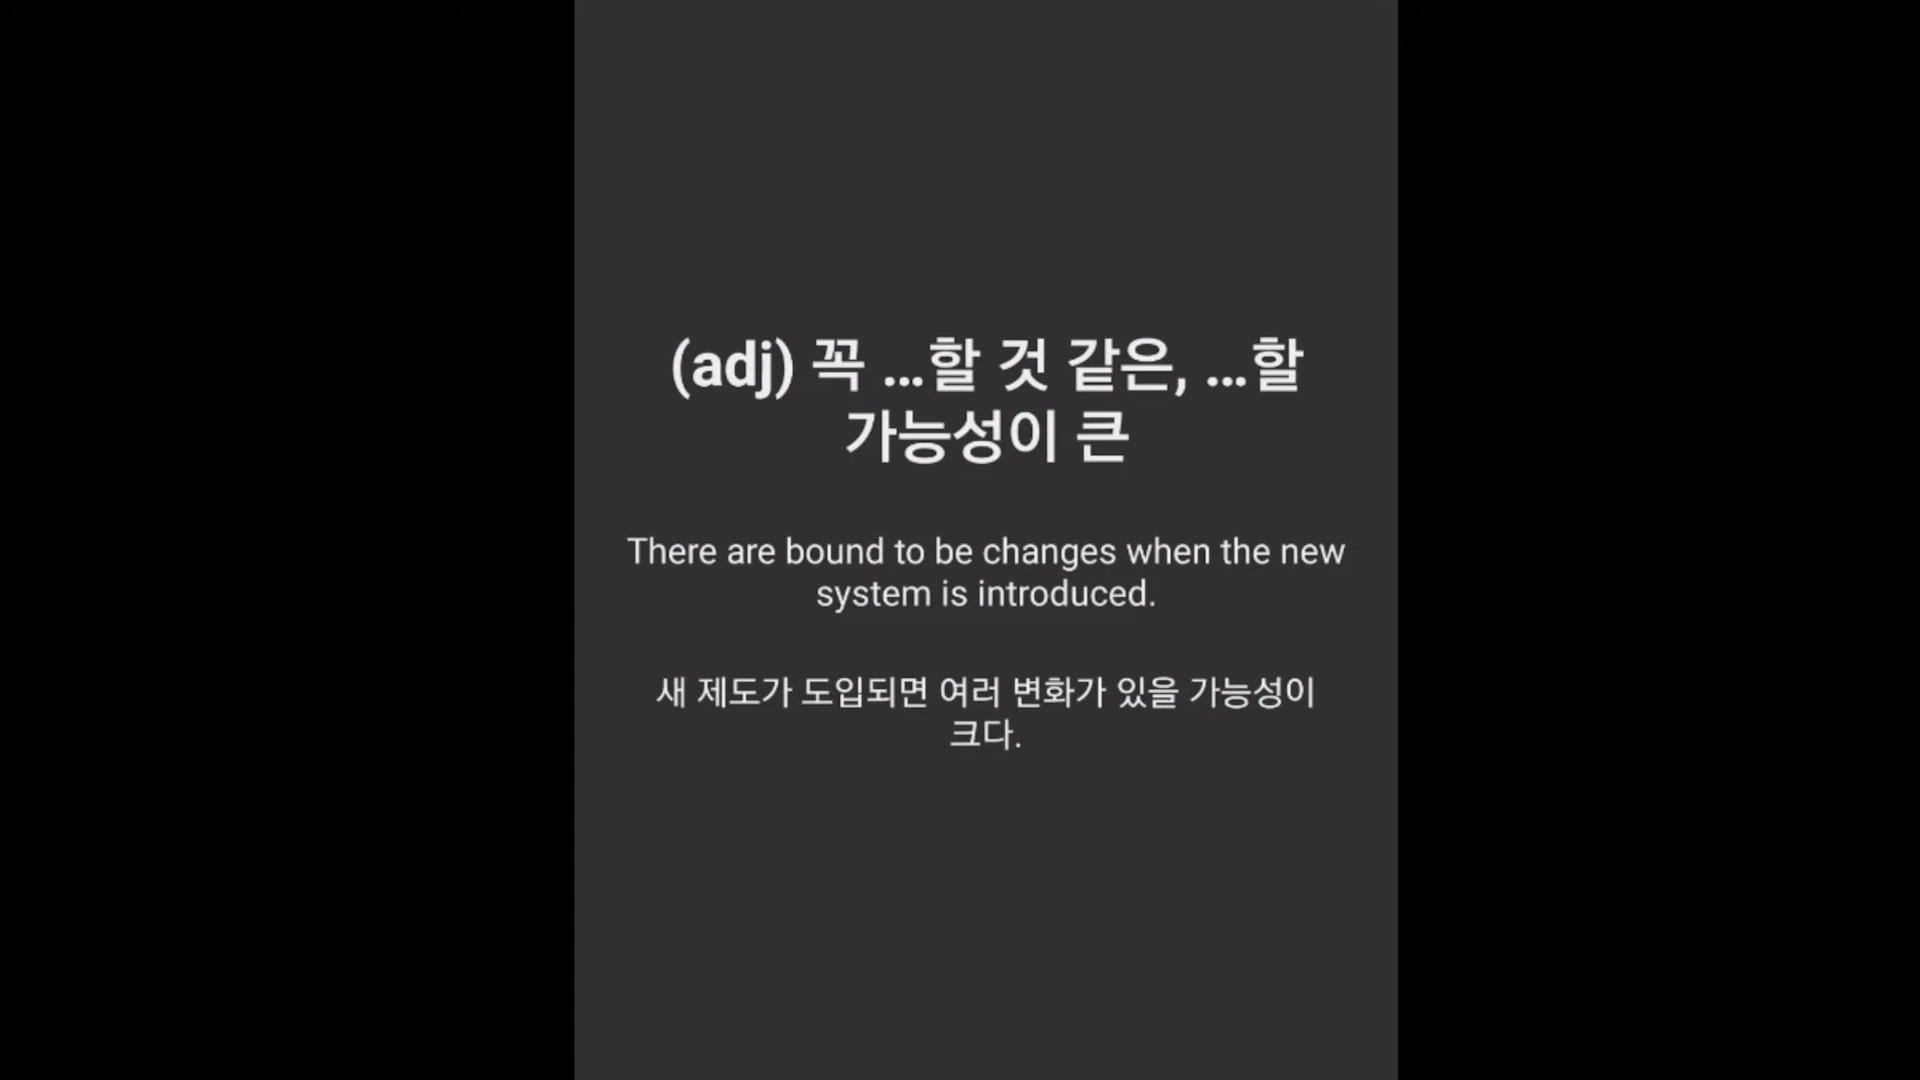 (adj) 꼭 ...할 것 같은, ...할
가능성이 큰
There are bound to be changes when the new
system is introduced.
새 제도가 도입되면 여러 변화가 있을 가능성이
크다.